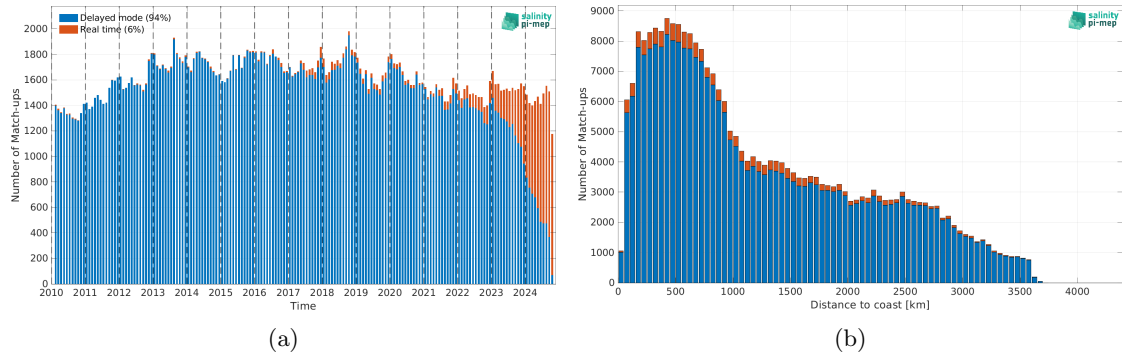 Delayed mode (94%)
Real time (6%)
salinity
pi-mep
Number of Match-ups
2000
1800
1600
1400
1200
1000
800
600
400
200
0
2010 2011 2012 2013 2014 2015 2016 2017 2018 2019 2020 2021 2022 2023 2024
Time
(a)
salinity
pi-mep
Number of Match-ups
9000
8000
7000
6000
5000
4000
3000
2000
1000
0
0 500 1000 1500 2000 2500 3000 3500 4000
Distance to coast [km]
(b)